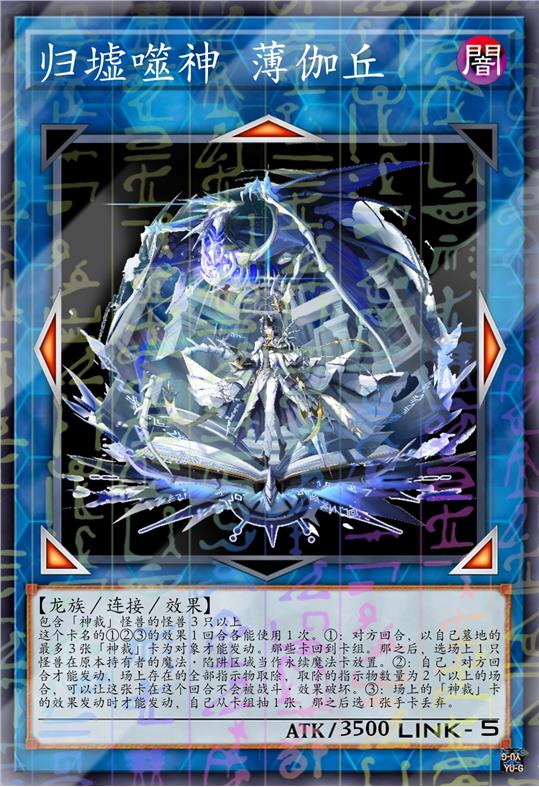 归墟噬神 薄伽丘
闇
【龙族／连接／效果】
包含「神裁」怪兽的怪兽3只以上
这个卡名的①②③的效果1回合各能使用1次。①：对方回合，以自己墓地的
最多3张「神裁」卡为对象才能发动。那些卡回到卡组。那之后，选场上1只
怪兽在原本持有者的魔法·陷阱区域当作永续魔法卡放置。②：自己·对方回
合才能发动，场上存在的全部指示物取除，取除的指示物数量为2个以上的场
合，可以让这张卡在这个回合不会被战斗·效果破坏。③：场上的「神裁」卡
的效果发动时才能发动，自己从卡组抽1张，那之后选1张手卡丢弃。
ATK/3500 LINK-5
YU-G